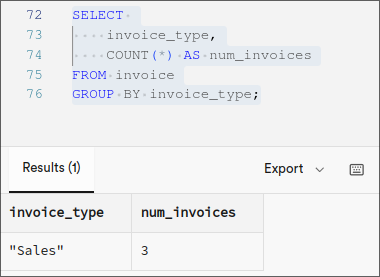 72 SELECT
73 invoice_type,
74 COUNT(*) AS num_invoices
75 FROM invoice
76 GROUP BY invoice_type;
Results (1) Export
invoice_type num_invoices
"Sales" 3